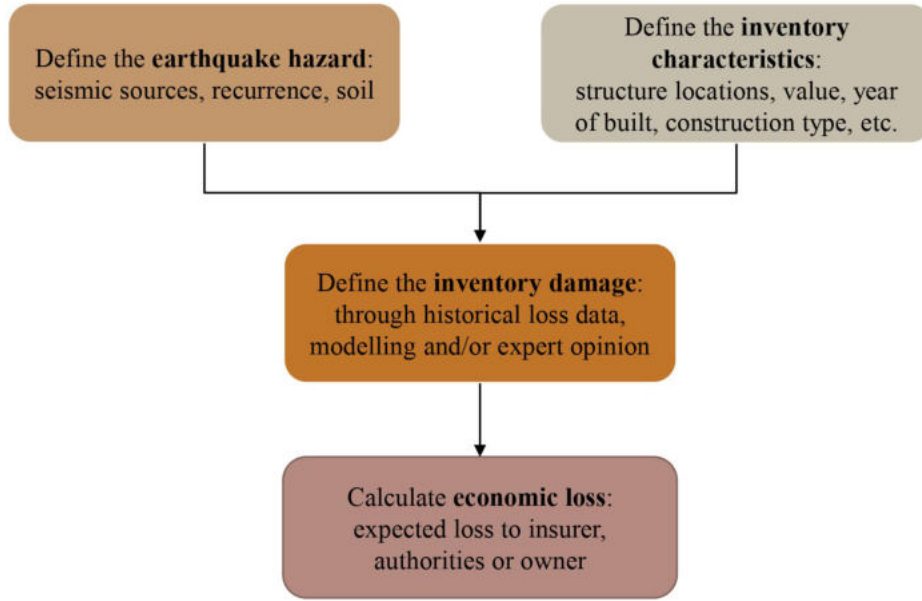 Define the earthquake hazard:
seismic sources, recurrence, soil
Define the inventory
characteristics:
structure locations, value, year
of built, construction type, etc.
Define the inventory damage:
through historical loss data,
modelling and/or expert opinion
Calculate economic loss:
expected loss to insurer,
authorities or owner